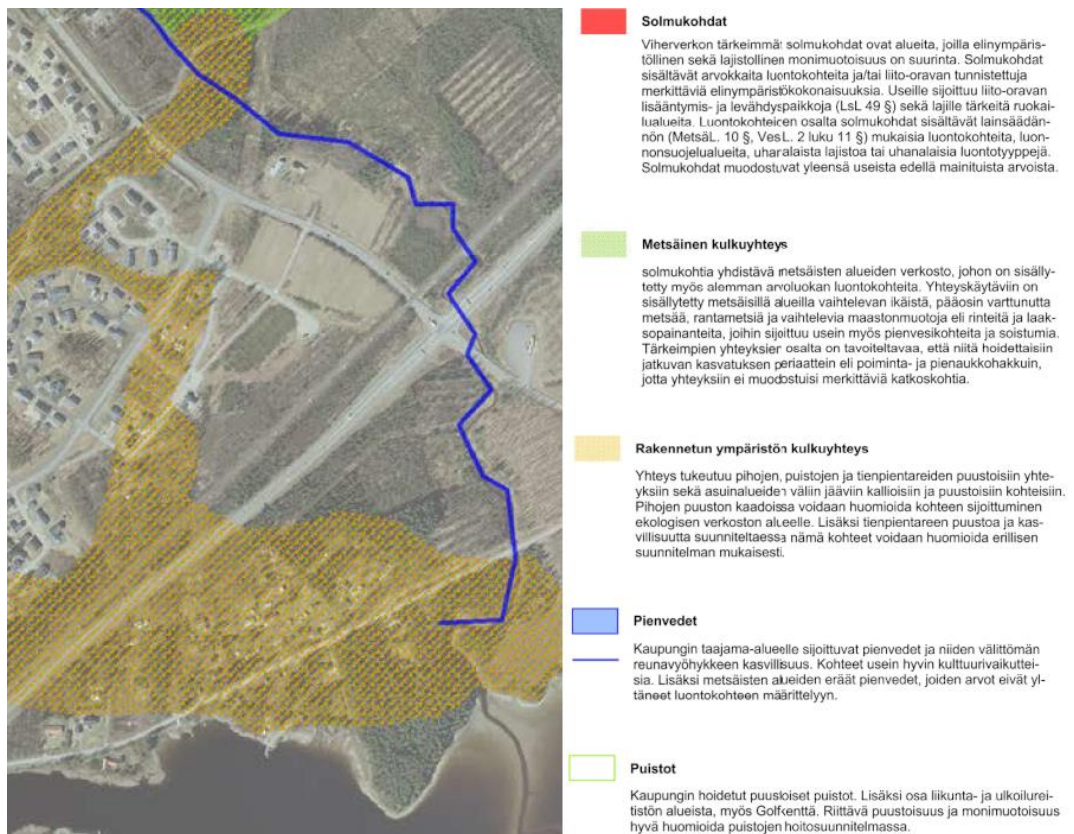 Solmukohdat
Viherverkon tärkeimmät solmukohdat ovat alueita, joilla elinympäris-
töllinen sekä lajistollinen monimuotoisuus on suurinta. Solmukohdat
sisältävät arvokkaita luontokohteita ja/tai liito-oravan tunnistettuja
merkittäviä elinympäristökokonaisuuksia. Useille sijoittuu liito-oravan
lisääntymis- ja levähdyspaikkoja (LsL 49 §) sekä lajille tärkeitä ruokai-
lualueita. Luontokohteiden osalta solmukohdat sisältävät lainsäädän-
nön (MetsäL. 10 §, VesL. 2 luku 11 §) mukaisia luontokohteita, luon-
nonsuojelualueita, uhanalaista lajistoa tai uhanalaisia luontotyyppejä.
Solmukohdat muodostuvat yleensä useista edellä mainituista arvoista.
Metsäinen kulkuyhteys
solmukohtia yhdistävä metsäisten alueiden verkosto, johon on sisälly-
tetty myös alemman arvoluokan luontokohteita. Yhteyskäytäviin on
sisällytetty metsäisillä alueilla vaihtelevan ikäistä, pääosin varttunutta
metsää, rantametsiä ja vaihtelevia maastonmuotoja eli rinteitä ja laak-
sopainanteita, joihin sijoittuu usein myös pienvesikohteita ja soistumia.
Tärkeimpien yhteyksien osalta on tavoiteltavaa, että niitä hoidettaisiin
jatkuvan kasvatuksen periaattein eli poiminta- ja pienaukkohakkuin,
jotta yhteyksiin ei muodostuisi merkittäviä katkoskohtia.
Rakennetun ympäristön kulkuyhteys
Yhteys tukeutuu pihojen, puistojen ja tienpientareiden puustoisiin yhte-
yksiin sekä asuinalueiden väliin jääviin kallioisiin ja puustoisiin kohteisiin.
Pihojen puuston kaadoissa voidaan huomioida kohteen sijoittuminen
ekologisen verkoston alueelle. Lisäksi tienpientareen puustoa ja kas-
villisuutta suunniteltaessa nämä kohteet voidaan huomioida erillisen
suunnitelman mukaisesti.
Pienvedet
Kaupungin taajama-alueelle sijoittuvat pienvedet ja niiden välittömän
reunavyöhykkeen kasvillisuus. Kohteet usein hyvin kulttuurivaikuttei-
sia. Lisäksi metsäisten alueiden eräät pienvedet, joiden arvot eivät yl-
täneet luontokohteen määrittelyyn.
Puistot
Kaupungin hoidetut puustoiset puistot. Lisäksi osa liikunta- ja ulkoilurei-
tistön alueista, myös Golfkenttä. Riittävä puustoisuus ja monimuotoisuus
hyvä huomioida puistojen hoitosuunnitelmassa.